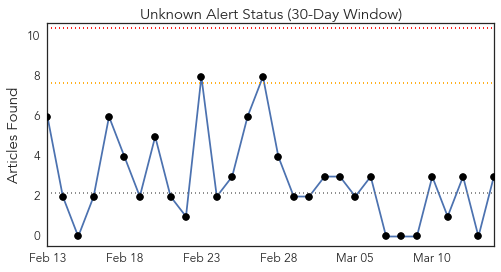 Unknown Alert Status (30-Day Window)
Articles Found
10
8
6
4
2
0
Feb 13 Feb 18 Feb 23 Feb 28 Mar 05 Mar 10